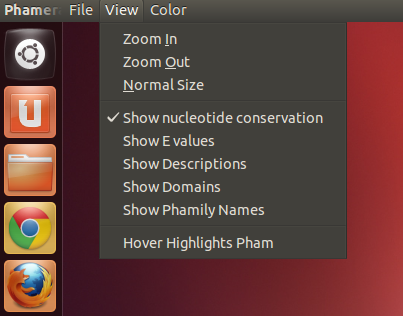 Phamer File View Color
Zoom In
Zoom Out
Normal Size
✓ Show nucleotide conservation
Show E values
Show Descriptions
Show Domains
Show Phamily Names
Hover Highlights Pham